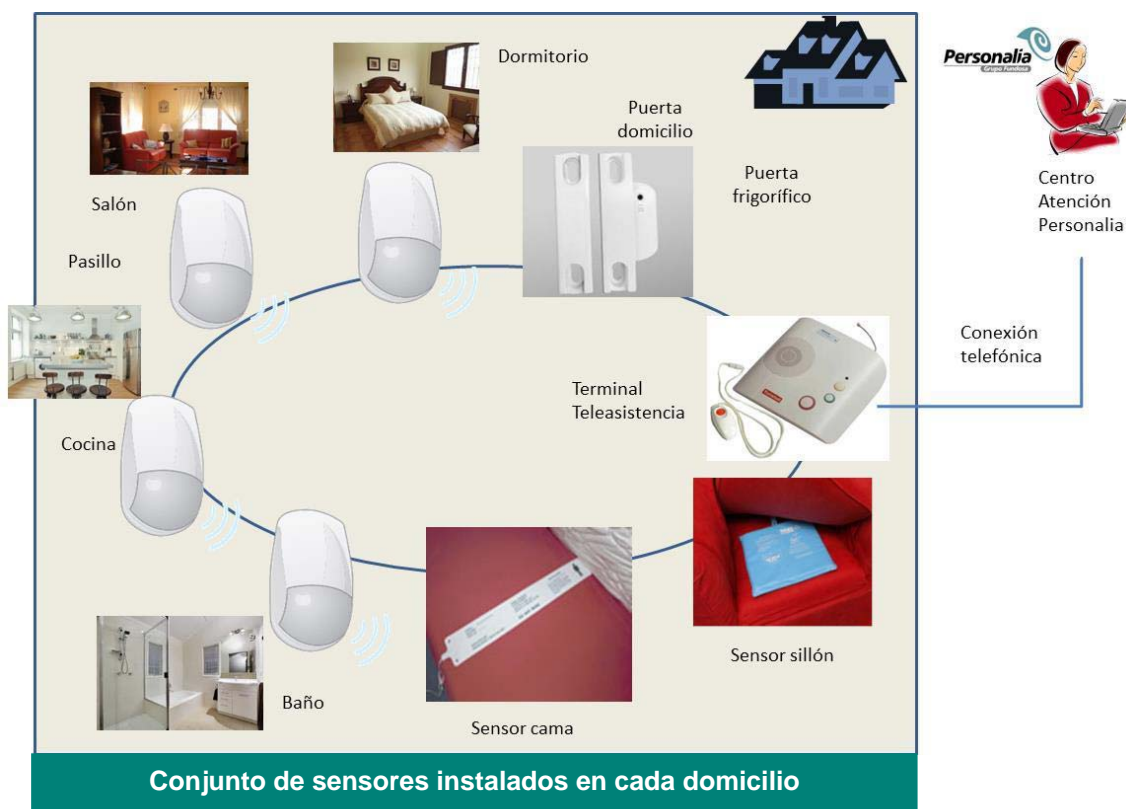 Dormitorio
Puerta
domicilio
Puerta
frigorífico
Salón
Pasillo
Cocina
Baño
Sensor cama
Sensor sillón
Terminal
Teleasistencia
Conexión
telefónica
Personalia
Grupo Fundosa
Centro
Atención
Personalia
Conjunto de sensores instalados en cada domicilio